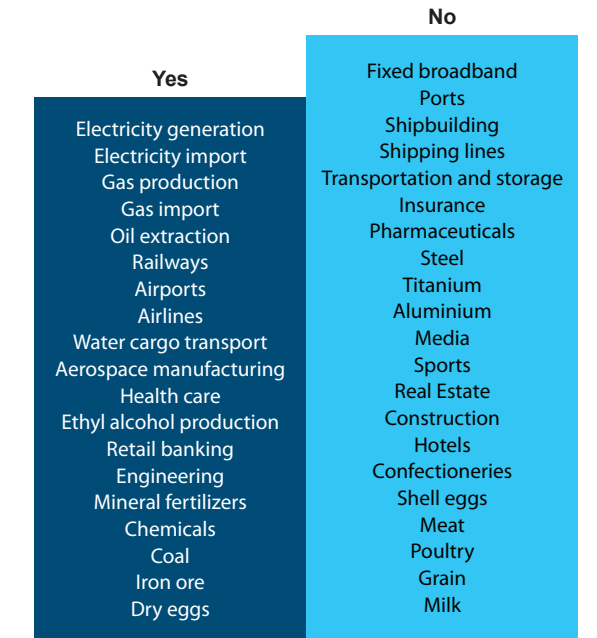 No
Yes
Fixed broadband
Ports
Shipbuilding
Shipping lines
Transportation and storage
Insurance
Pharmaceuticals
Steel
Titanium
Aluminium
Media
Sports
Real Estate
Construction
Hotels
Confectioneries
Shell eggs
Meat
Poultry
Grain
Milk
Electricity generation
Electricity import
Gas production
Gas import
Oil extraction
Railways
Airports
Airlines
Water cargo transport
Aerospace manufacturing
Health care
Ethyl alcohol production
Retail banking
Engineering
Mineral fertilizers
Chemicals
Coal
Iron ore
Dry eggs